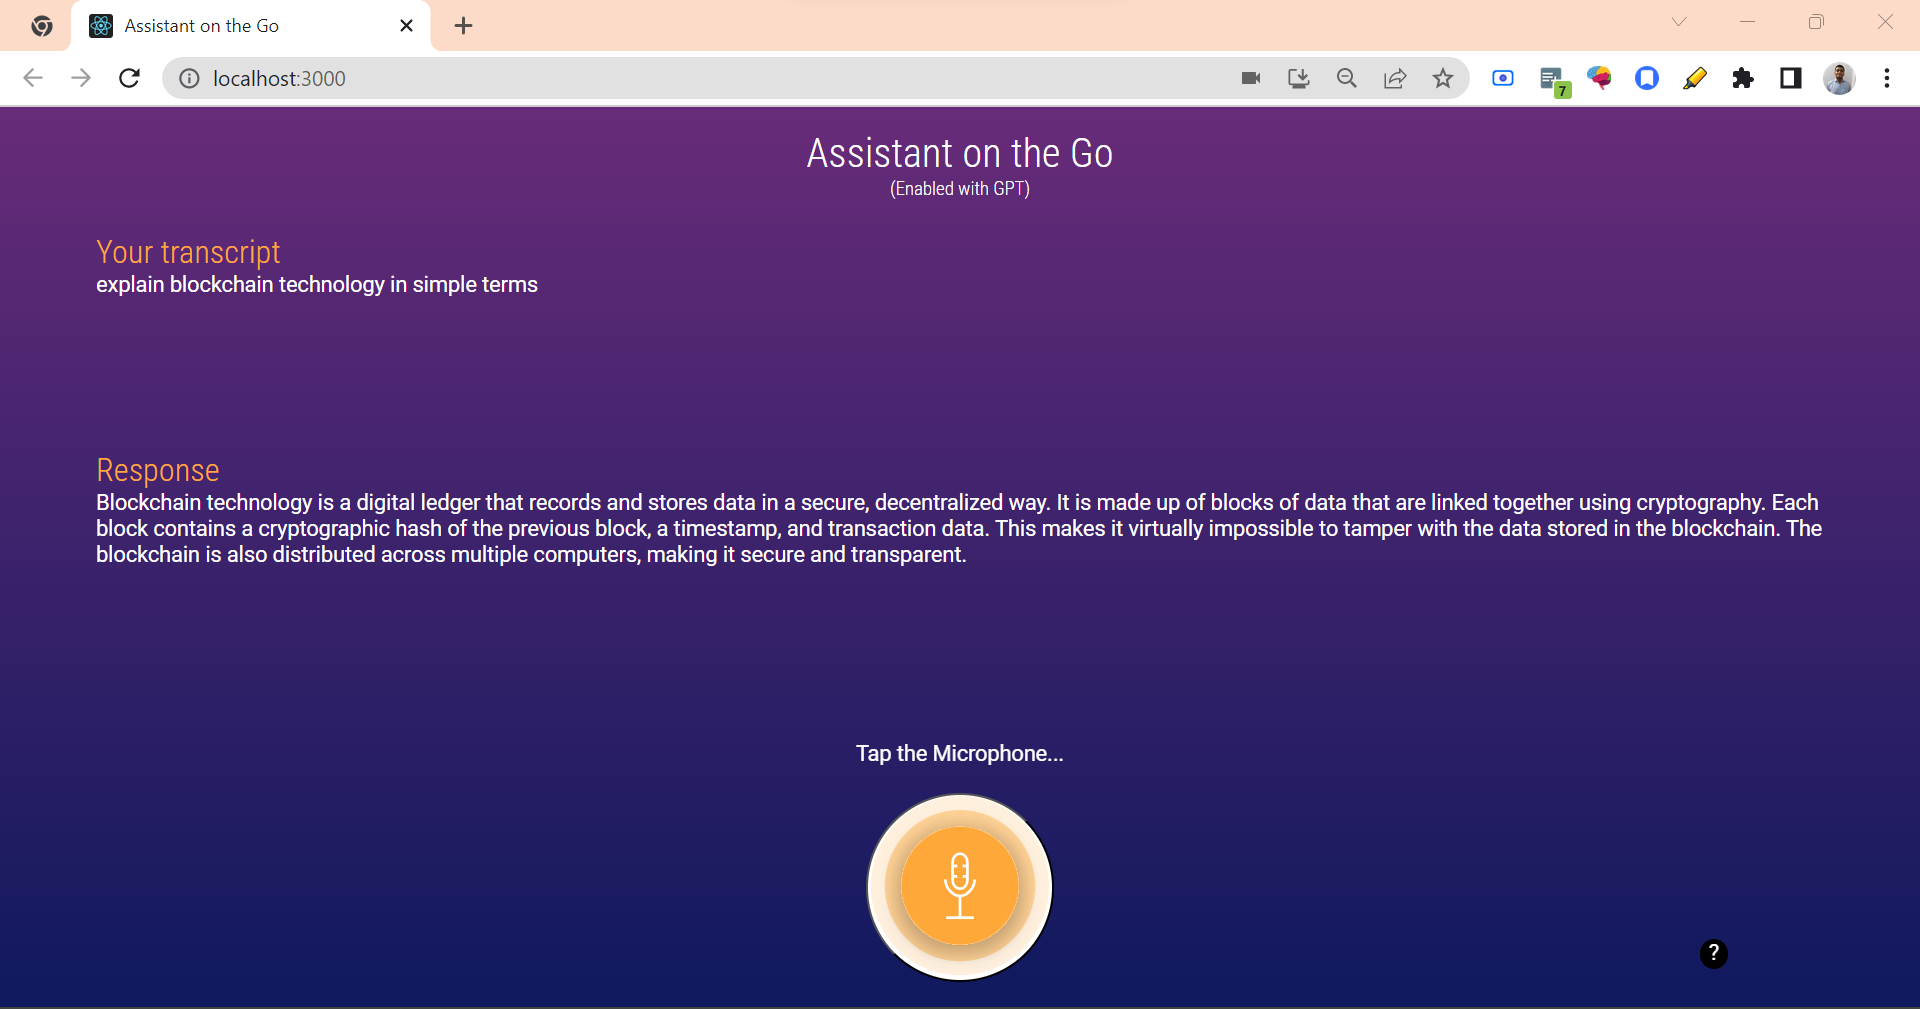 Assistant on the Go
localhost:3000
7
Assistant on the Go
(Enabled with GPT)
Your transcript
explain blockchain technology in simple terms
Response
Blockchain technology is a digital ledger that records and stores data in a secure, decentralized way. It is made up of blocks of data that are linked together using cryptography. Each
block contains a cryptographic hash of the previous block, a timestamp, and transaction data. This makes it virtually impossible to tamper with the data stored in the blockchain. The
blockchain is also distributed across multiple computers, making it secure and transparent.
Tap the Microphone...
?